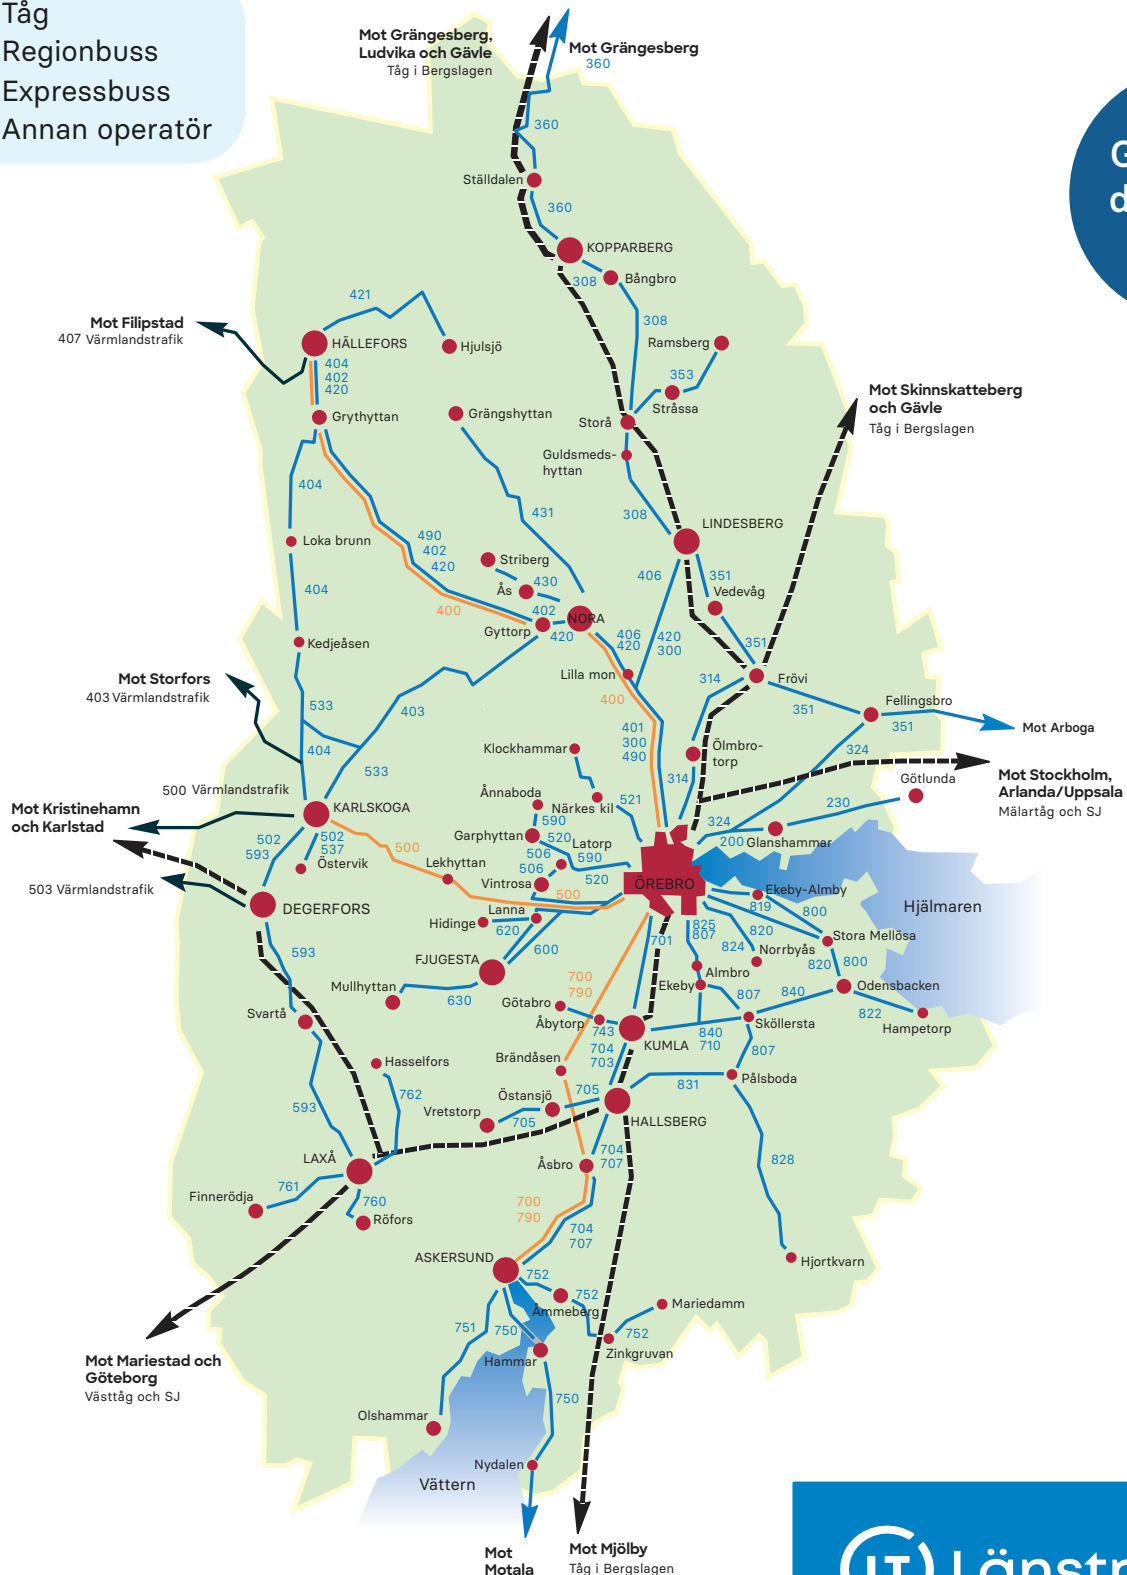 Tåg
Regionbuss
Expressbuss
Annan operatör
Mot Grängesberg,
Ludvika och Gävle
Tåg i Bergslagen
Mot Grängesberg
360
360
Ställdalen
360
KOPPARBERG
308
Bångbro
308
421
Mot Filipstad
407 Värmlandstrafik
HÄLLEFORS
404
402
420
Hjulsjö
Ramsberg
353
Stråssa
Mot Skinnskatteberg
och Gävle
Tåg i Bergslagen
Grythyttan
Grängshyttan
Storå
Guldsmeds-
hyttan
404
431
308
LINDESBERG
Loka brunn
490
402
420
Striberg
430
Ås
406
351
Vedevåg
404
400
402
NORA
Gyttorp
420
406
420
420
300
351
Kedjeåsen
Lilla mon
Mot Storfors
403 Värmlandstrafik
314
Frövi
400
351
Fellingsbro
351
Mot Arboga
533
403
401
300
490
404
Klockhammar
Ölmbro-
torp
324
533
314
Götlunda
Mot Stockholm,
Arlanda/Uppsala
Mälartåg och SJ
500 Värmlandstrafik
Ånnaboda
Närkes kil
521
230
Mot Kristinehamn
och Karlstad
KARLSKOGA
590
324
502
593
502
537
500
Garphyttan
520
Latorp
200
Glanshammar
506
590
Östervik
Lekhyttan
506
520
503 Värmlandstrafik
Vintrosa
500
ÖREBRO
Ekeby-Almby
819
800
Hjälmaren
DEGERFORS
Lanna
Hidinge
620
825
807
820
600
701
824
Norrbyås
Stora Mellösa
593
FJUGESTA
820
800
Almbro
Mullhyttan
630
700
790
Ekeby
807
840
Odensbacken
Svartå
Götabro
822
Hampetorp
Åbytorp
743
Sköllersta
KUMLA
840
710
Hasselfors
Brändåsen
704
703
807
762
831
Pålsboda
593
Östansjö
705
Vretstorp
705
HALLSBERG
LAXÅ
704
707
Åsbro
828
Finnerödja
761
760
Röfors
700
790
704
707
ASKERSUND
Hjortkvarn
752
752
Åmmeberg
Mariedamm
751
750
752
Zinkgruvan
Hammar
Mot Mariestad och
Göteborg
Västtåg och SJ
750
Olshammar
Nydalen
Vättern
Mot
Motala
Mot Mjölby
Tåg i Bergslagen
G
d
LT
Länstr